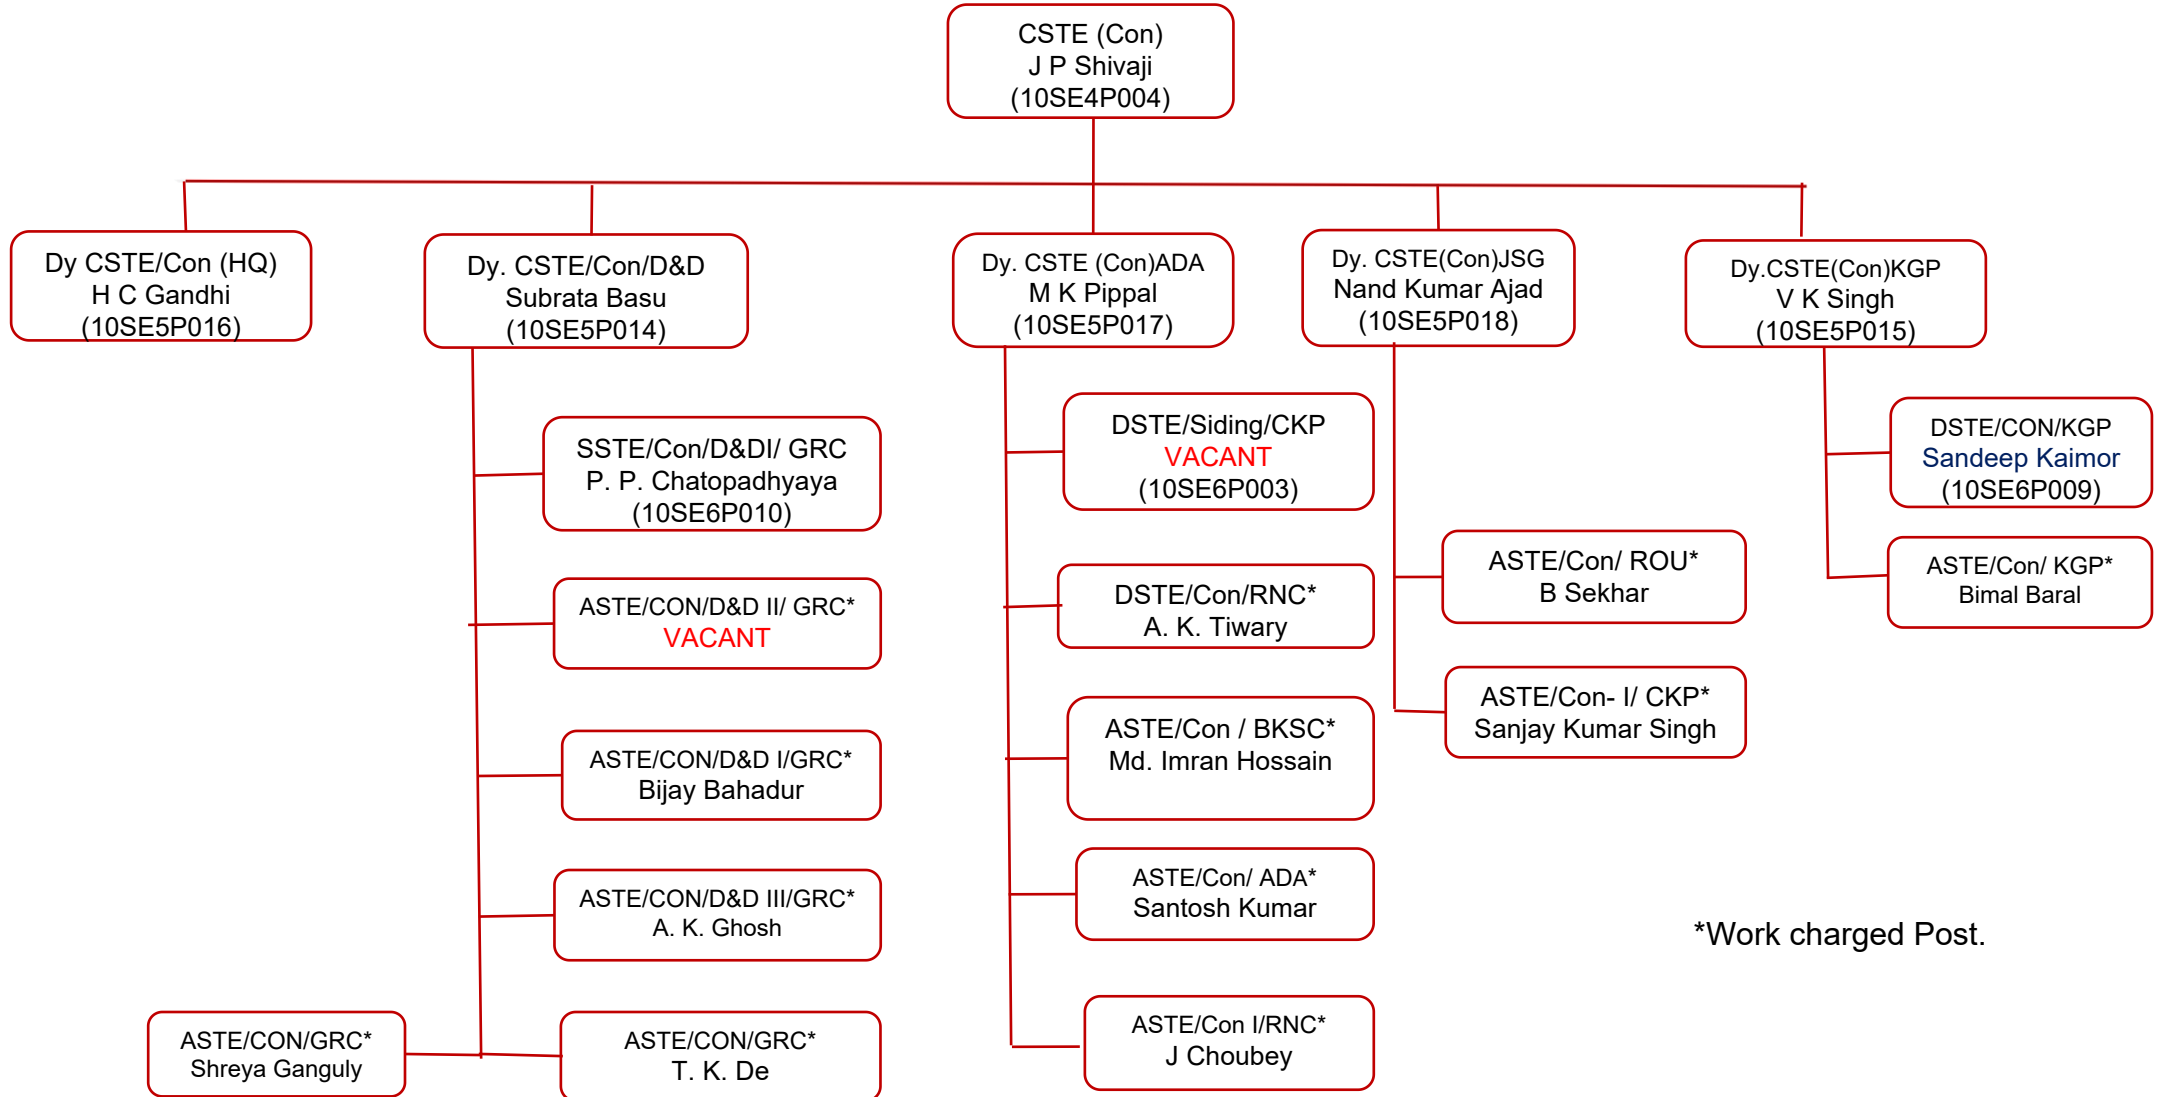 CSTE (Con)
J P Shivaji
(10SE4P004)
Dy CSTE/Con (HQ)
H C Gandhi
(10SE5P016)
Dy. CSTE/Con/D&D
Subrata Basu
(10SE5P014)
Dy. CSTE (Con)ADA
M K Pippal
(10SE5P017)
Dy. CSTE(Con)JSG
Nand Kumar Ajad
(10SE5P018)
Dy.CSTE(Con)KGP
V K Singh
(10SE5P015)
SSTE/Con/D&DI/ GRC
P. P. Chatopadhyaya
(10SE6P010)
ASTE/CON/D&D II/ GRC*
VACANT
ASTE/CON/D&D I/GRC*
Bijay Bahadur
ASTE/CON/D&D III/GRC*
A. K. Ghosh
ASTE/CON/GRC*
Shreya Ganguly
ASTE/CON/GRC*
T. K. De
DSTE/Siding/CKP
VACANT
(10SE6P003)
DSTE/Con/RNC*
A. K. Tiwary
ASTE/Con / BKSC*
Md. Imran Hossain
ASTE/Con/ ADA*
Santosh Kumar
ASTE/Con I/RNC*
J Choubey
ASTE/Con/ ROU*
B Sekhar
ASTE/Con- I/ CKP*
Sanjay Kumar Singh
DSTE/CON/KGP
Sandeep Kaimor
(10SE6P009)
ASTE/Con/ KGP*
Bimal Baral
*Work charged Post.